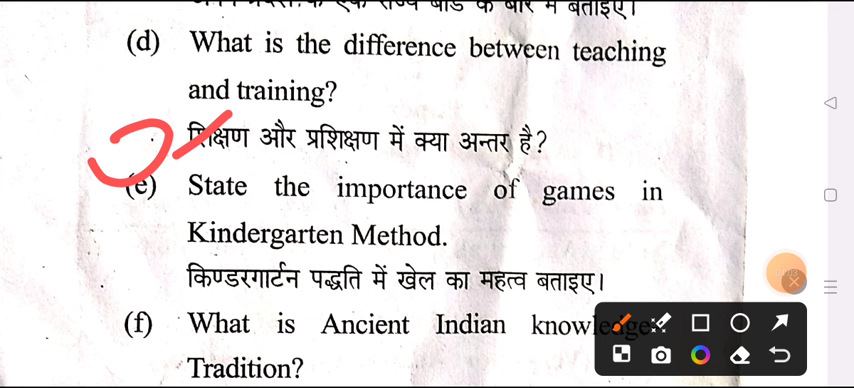 (d) What is the difference between teaching
and training?
शिक्षण और प्रशिक्षण में क्या अन्तर है?
(e) State the importance of games in
Kindergarten Method.
किण्डरगार्टन पद्धति में खेल का महत्व बताइए।
(f) What is Ancient Indian knowledge
Tradition?